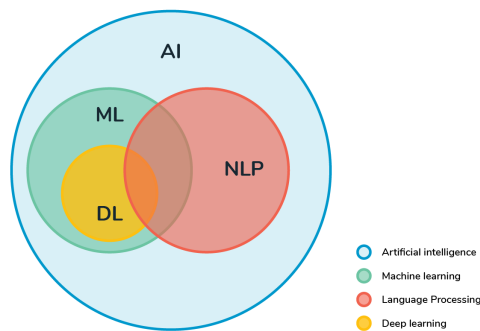 AI
ML
NLP
DL
Artificial intelligence
Machine learning
Language Processing
Deep learning